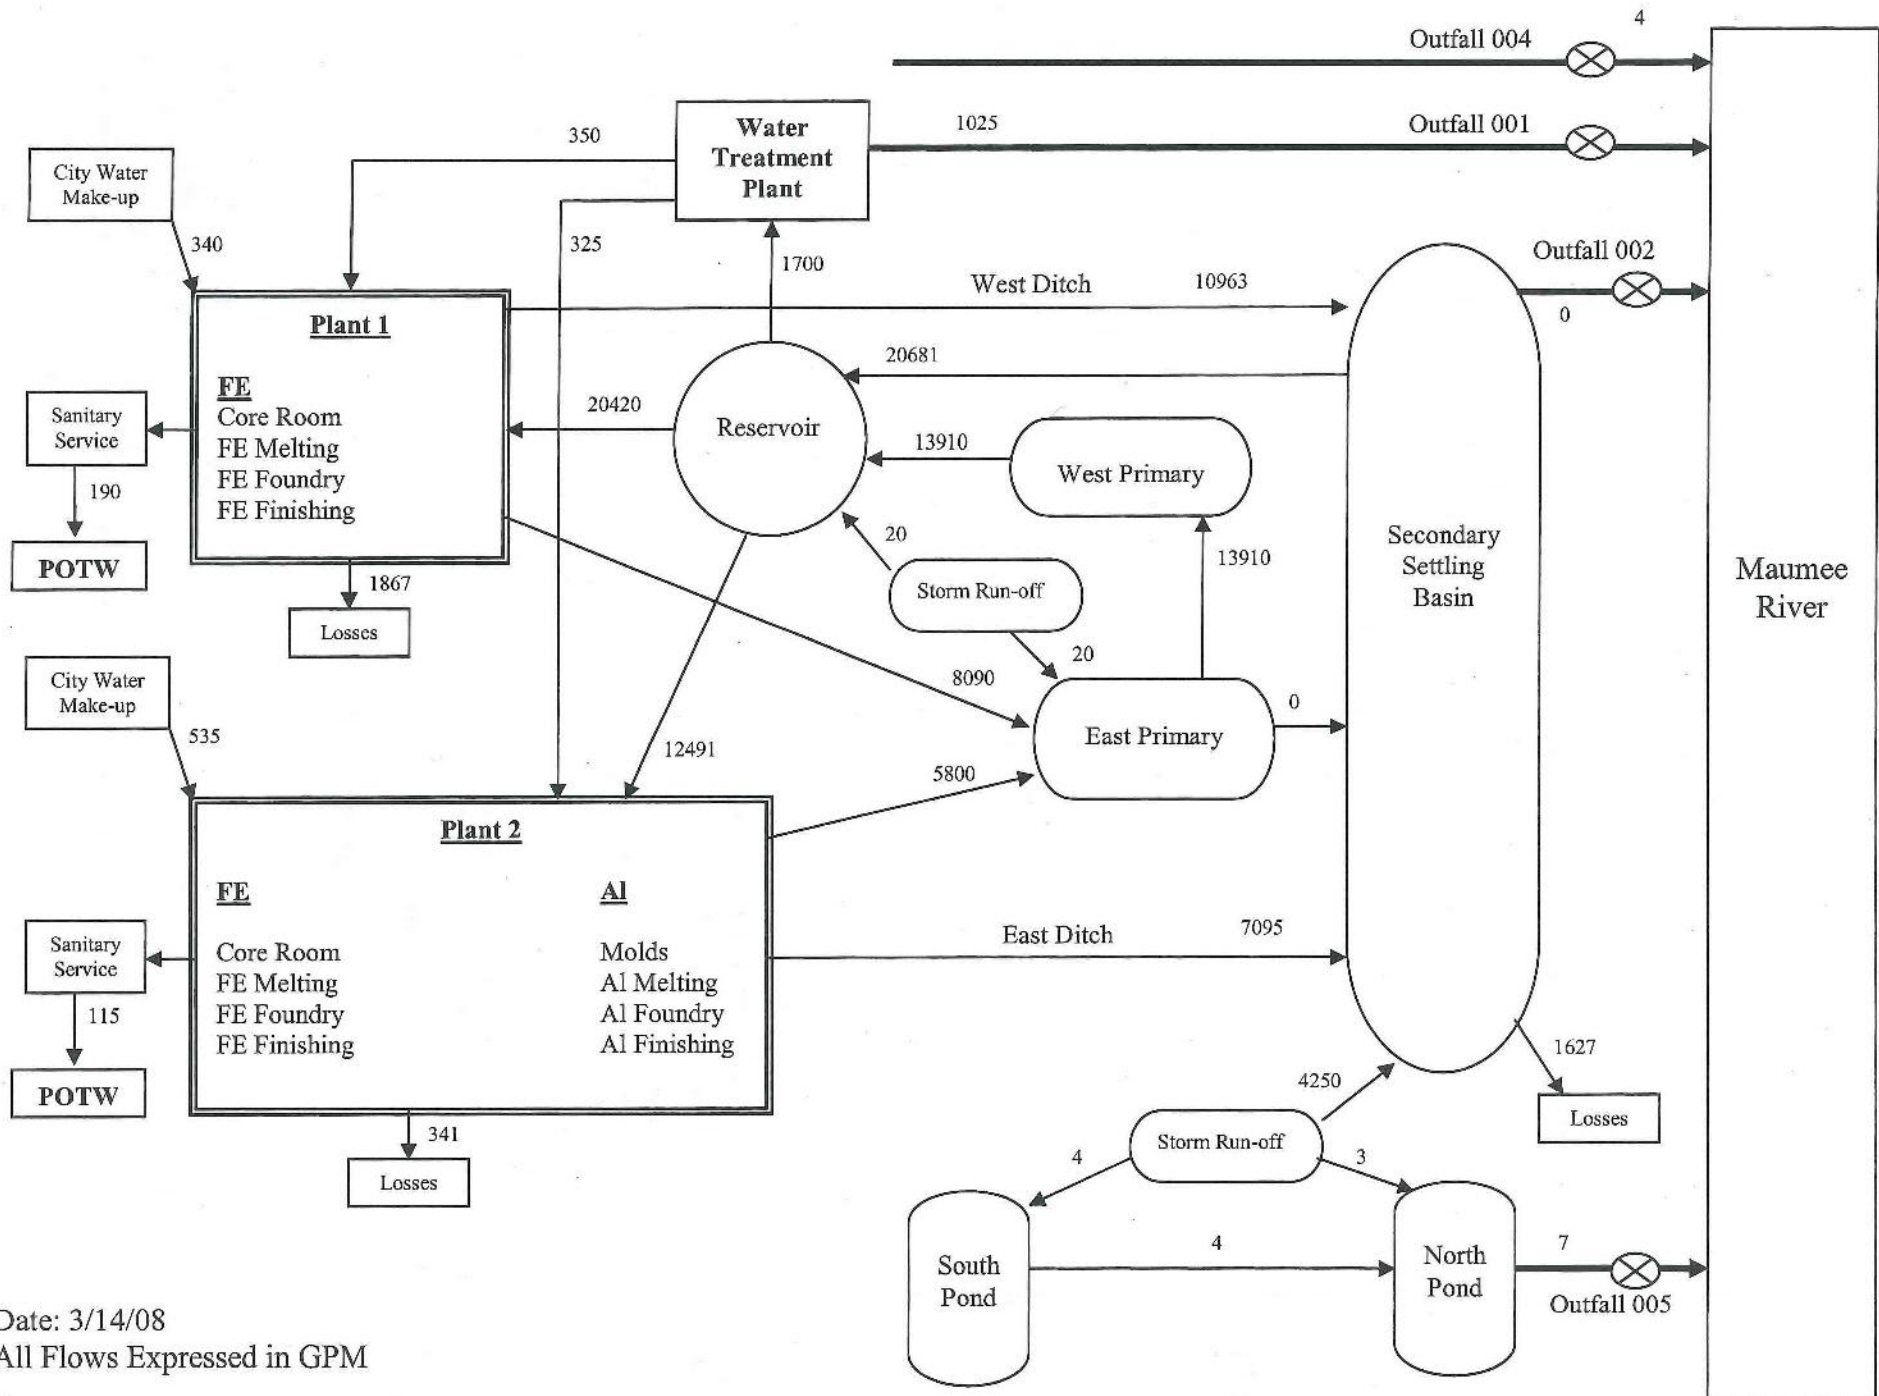 4
Outfall 004
Outfall 001
1025
Water
Treatment
Plant
350
City Water
Make-up
340
325
1700
Outfall 002
0
West Ditch
10963
Plant 1
FE
Core Room
FE Melting
FE Foundry
FE Finishing
20681
20420
Reservoir
Sanitary
Service
190
POTW
13910
West Primary
20
Storm Run-off
13910
Secondary
Settling
Basin
Maumee
River
1867
Losses
20
8090
East Primary
0
City Water
Make-up
535
12491
5800
Plant 2
FE
Core Room
FE Melting
FE Foundry
FE Finishing
Al
Molds
Al Melting
Al Foundry
Al Finishing
East Ditch
7095
Sanitary
Service
115
POTW
341
Losses
4250
1627
Losses
Storm Run-off
4
3
South
Pond
4
North
Pond
7
Outfall 005
Date: 3/14/08
All Flows Expressed in GPM